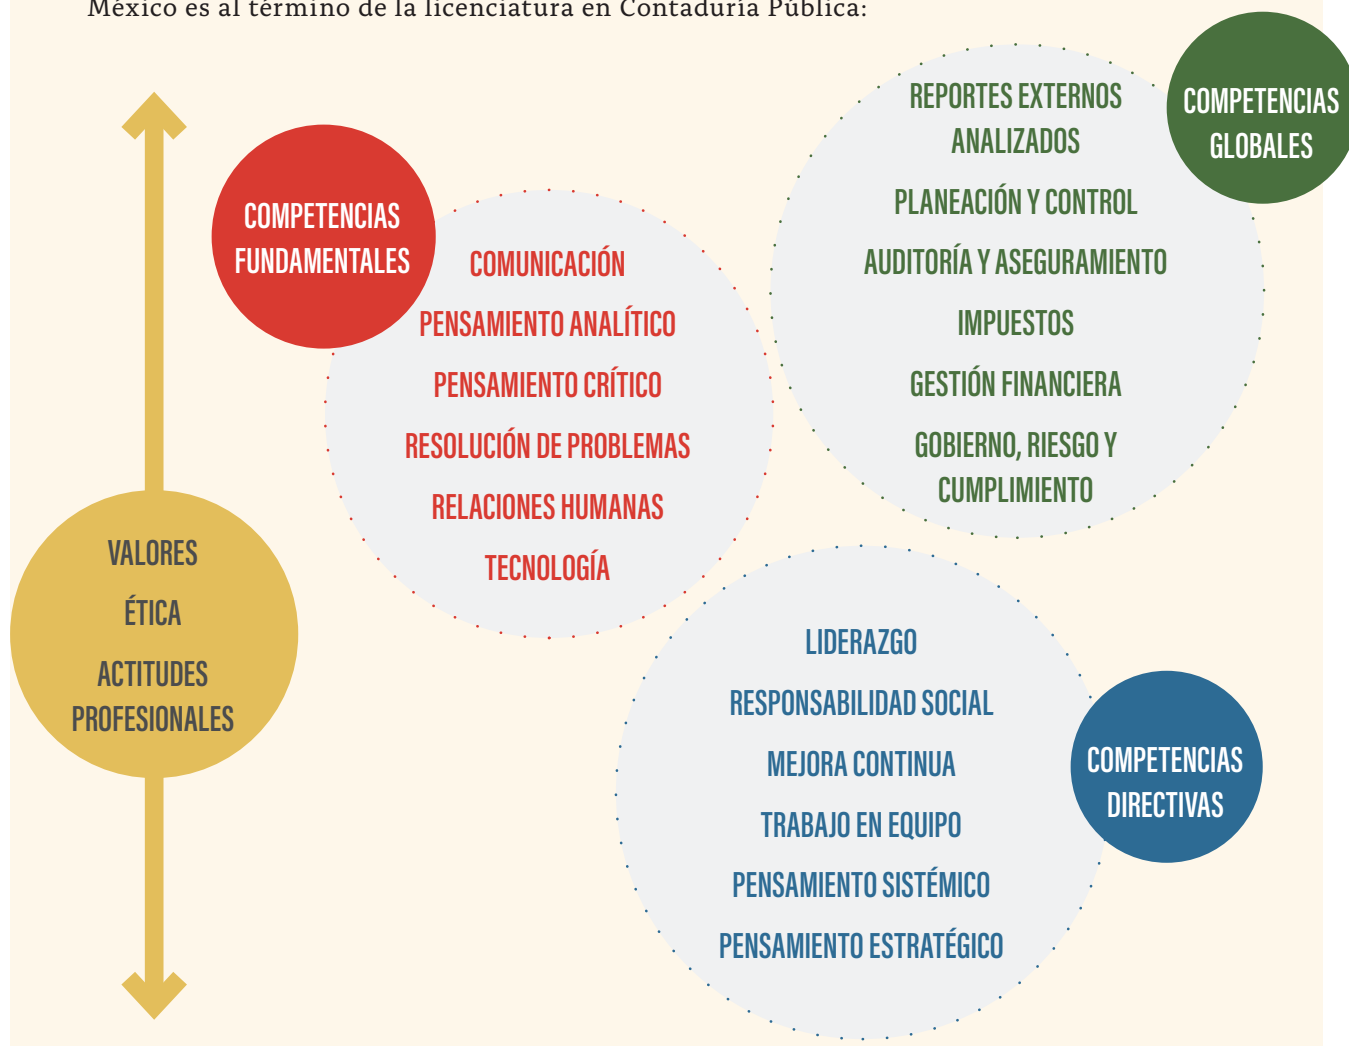 México es al término de la licenciatura en Contaduría Pública:
COMPETENCIAS
GLOBALES
REPORTES EXTERNOS
ANALIZADOS
PLANEACIÓN Y CONTROL
AUDITORÍA Y ASEGURAMIENTO
IMPUESTOS
GESTIÓN FINANCIERA
GOBIERNO, RIESGO Y
CUMPLIMIENTO
COMPETENCIAS
FUNDAMENTALES
COMUNICACIÓN
PENSAMIENTO ANALÍTICO
PENSAMIENTO CRÍTICO
RESOLUCIÓN DE PROBLEMAS
RELACIONES HUMANAS
TECNOLOGÍA
VALORES
ÉTICA
ACTITUDES
PROFESIONALES
LIDERAZGO
RESPONSABILIDAD SOCIAL
MEJORA CONTINUA
TRABAJO EN EQUIPO
PENSAMIENTO SISTÉMICO
PENSAMIENTO ESTRATÉGICO
COMPETENCIAS
DIRECTIVAS